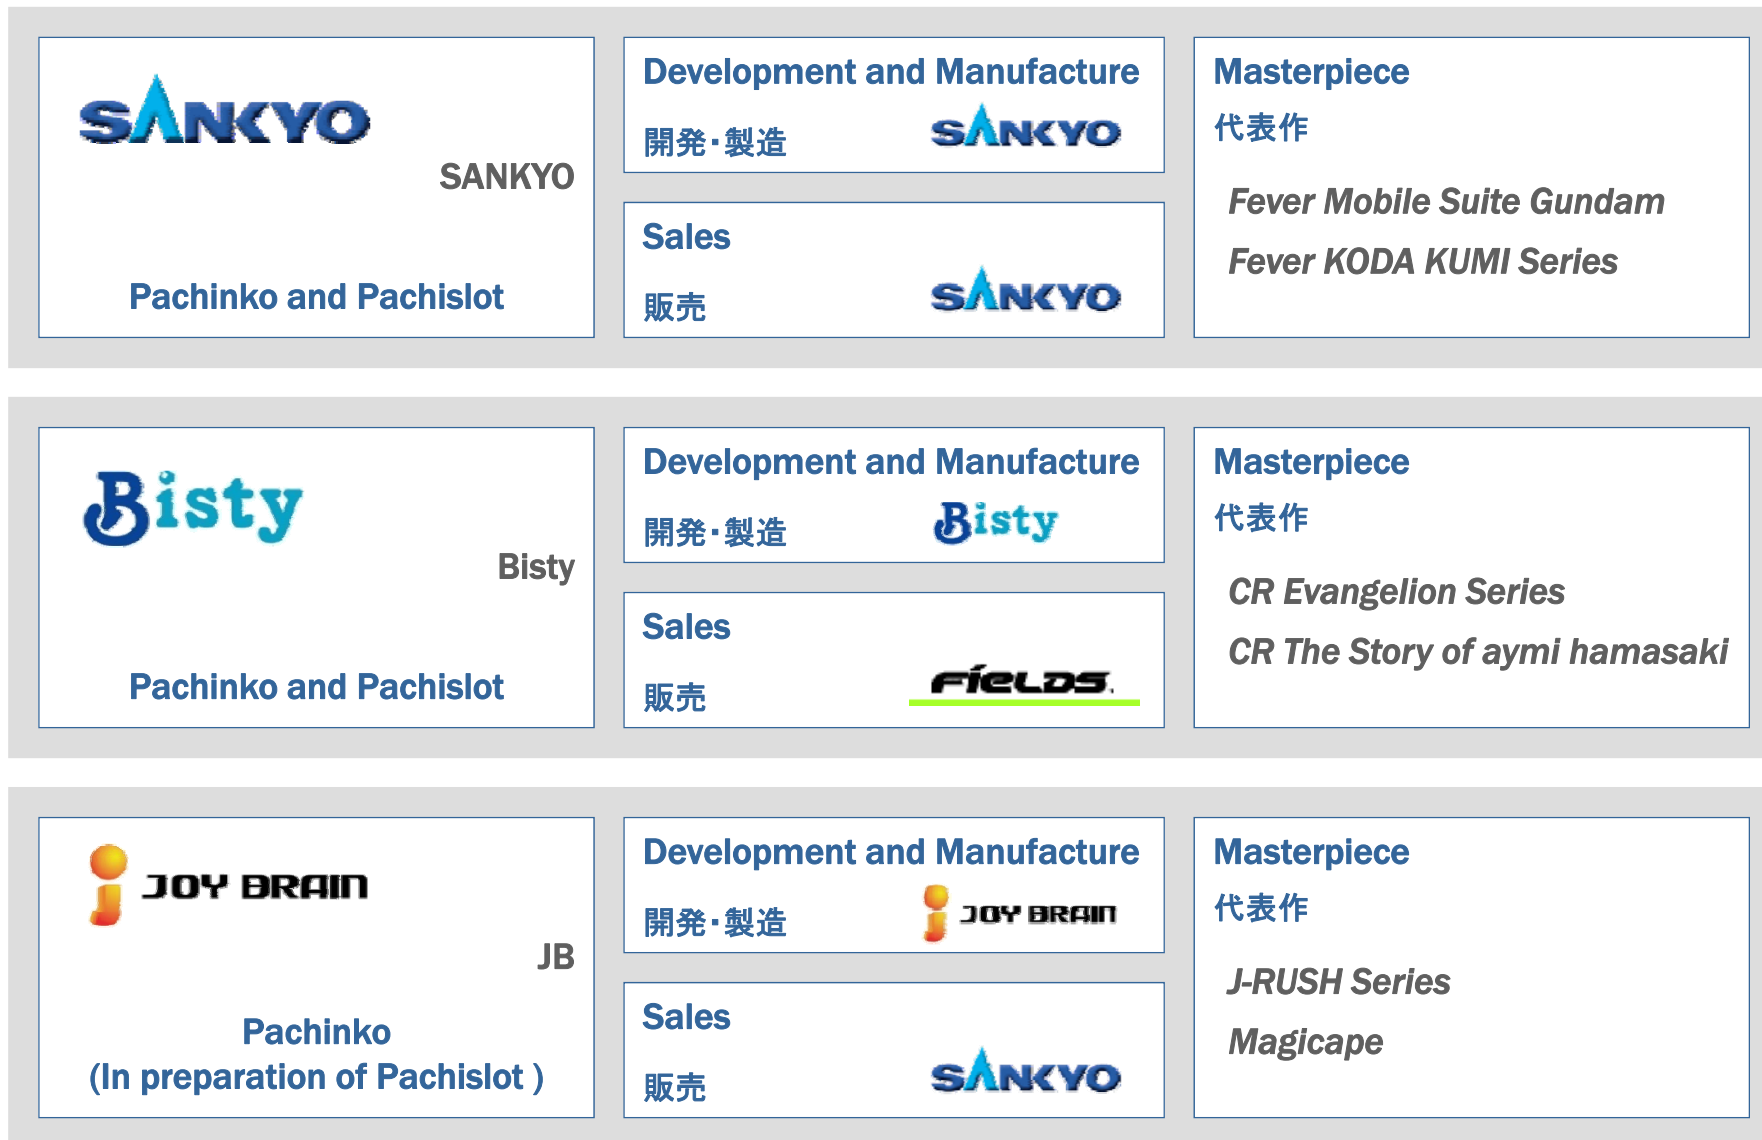 SANKYO
SANKYO
Pachinko and Pachislot
Development and Manufacture
開発・製造
SANKYO
Sales
販売
SANKYO
Masterpiece
代表作
Fever Mobile Suite Gundam
Fever KODA KUMI Series
Bisty
Bisty
Pachinko and Pachislot
Development and Manufacture
開発・製造
Bisty
Sales
販売
FIELDS.
Masterpiece
代表作
CR Evangelion Series
CR The Story of aymi hamasaki
JOY BRAIN
JB
Pachinko
(In preparation of Pachislot )
Development and Manufacture
開発・製造
JOY BRAIN
Sales
販売
SANKYO
Masterpiece
代表作
J-RUSH Series
Magicape